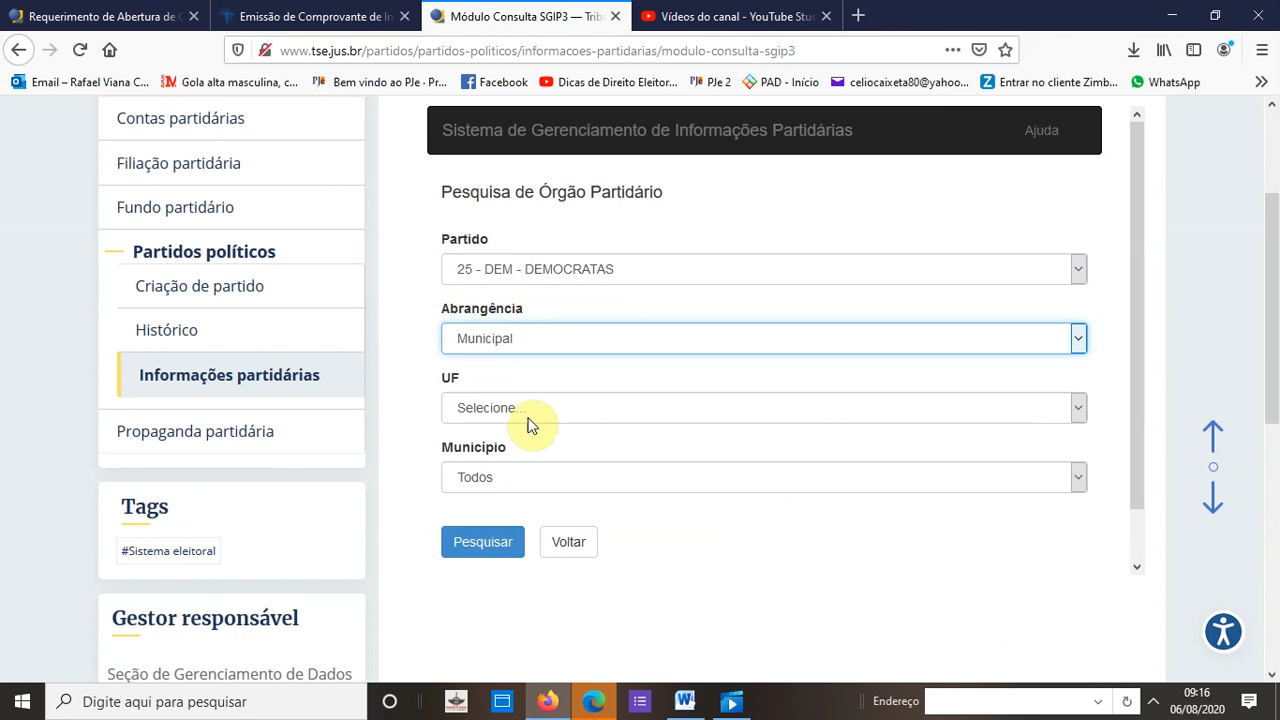 Requerimento de Abertura de C
Emissão de Comprovante de In
Módulo Consulta SGIP3 — Trib
Vídeos do canal - YouTube Stu
www.tse.jus.br/partidos/partidos-politicos/informacoes-partidarias/modulo-consulta-sgip3
Email – Rafael Viana C...
Gola alta masculina, c...
Bem vindo ao PJe · Pr...
Facebook
Dicas de Direito Eleitor...
PJe 2
PAD - Início
celiocaixeta80@yahoo...
Entrar no cliente Zimb...
WhatsApp
Contas partidárias
Filiação partidária
Fundo partidário
Partidos políticos
Criação de partido
Histórico
Informações partidárias
Propaganda partidária
Tags
#Sistema eleitoral
Gestor responsável
Seção de Gerenciamento de Dados
Sistema de Gerenciamento de Informações Partidárias
Ajuda
Pesquisa de Órgão Partidário
Partido
25 - DEM - DEMOCRATAS
Abrangência
Municipal
UF
Selecione...
Município
Todos
Pesquisar
Voltar
Digite aqui para pesquisar
Endereço
09:16
06/08/2020